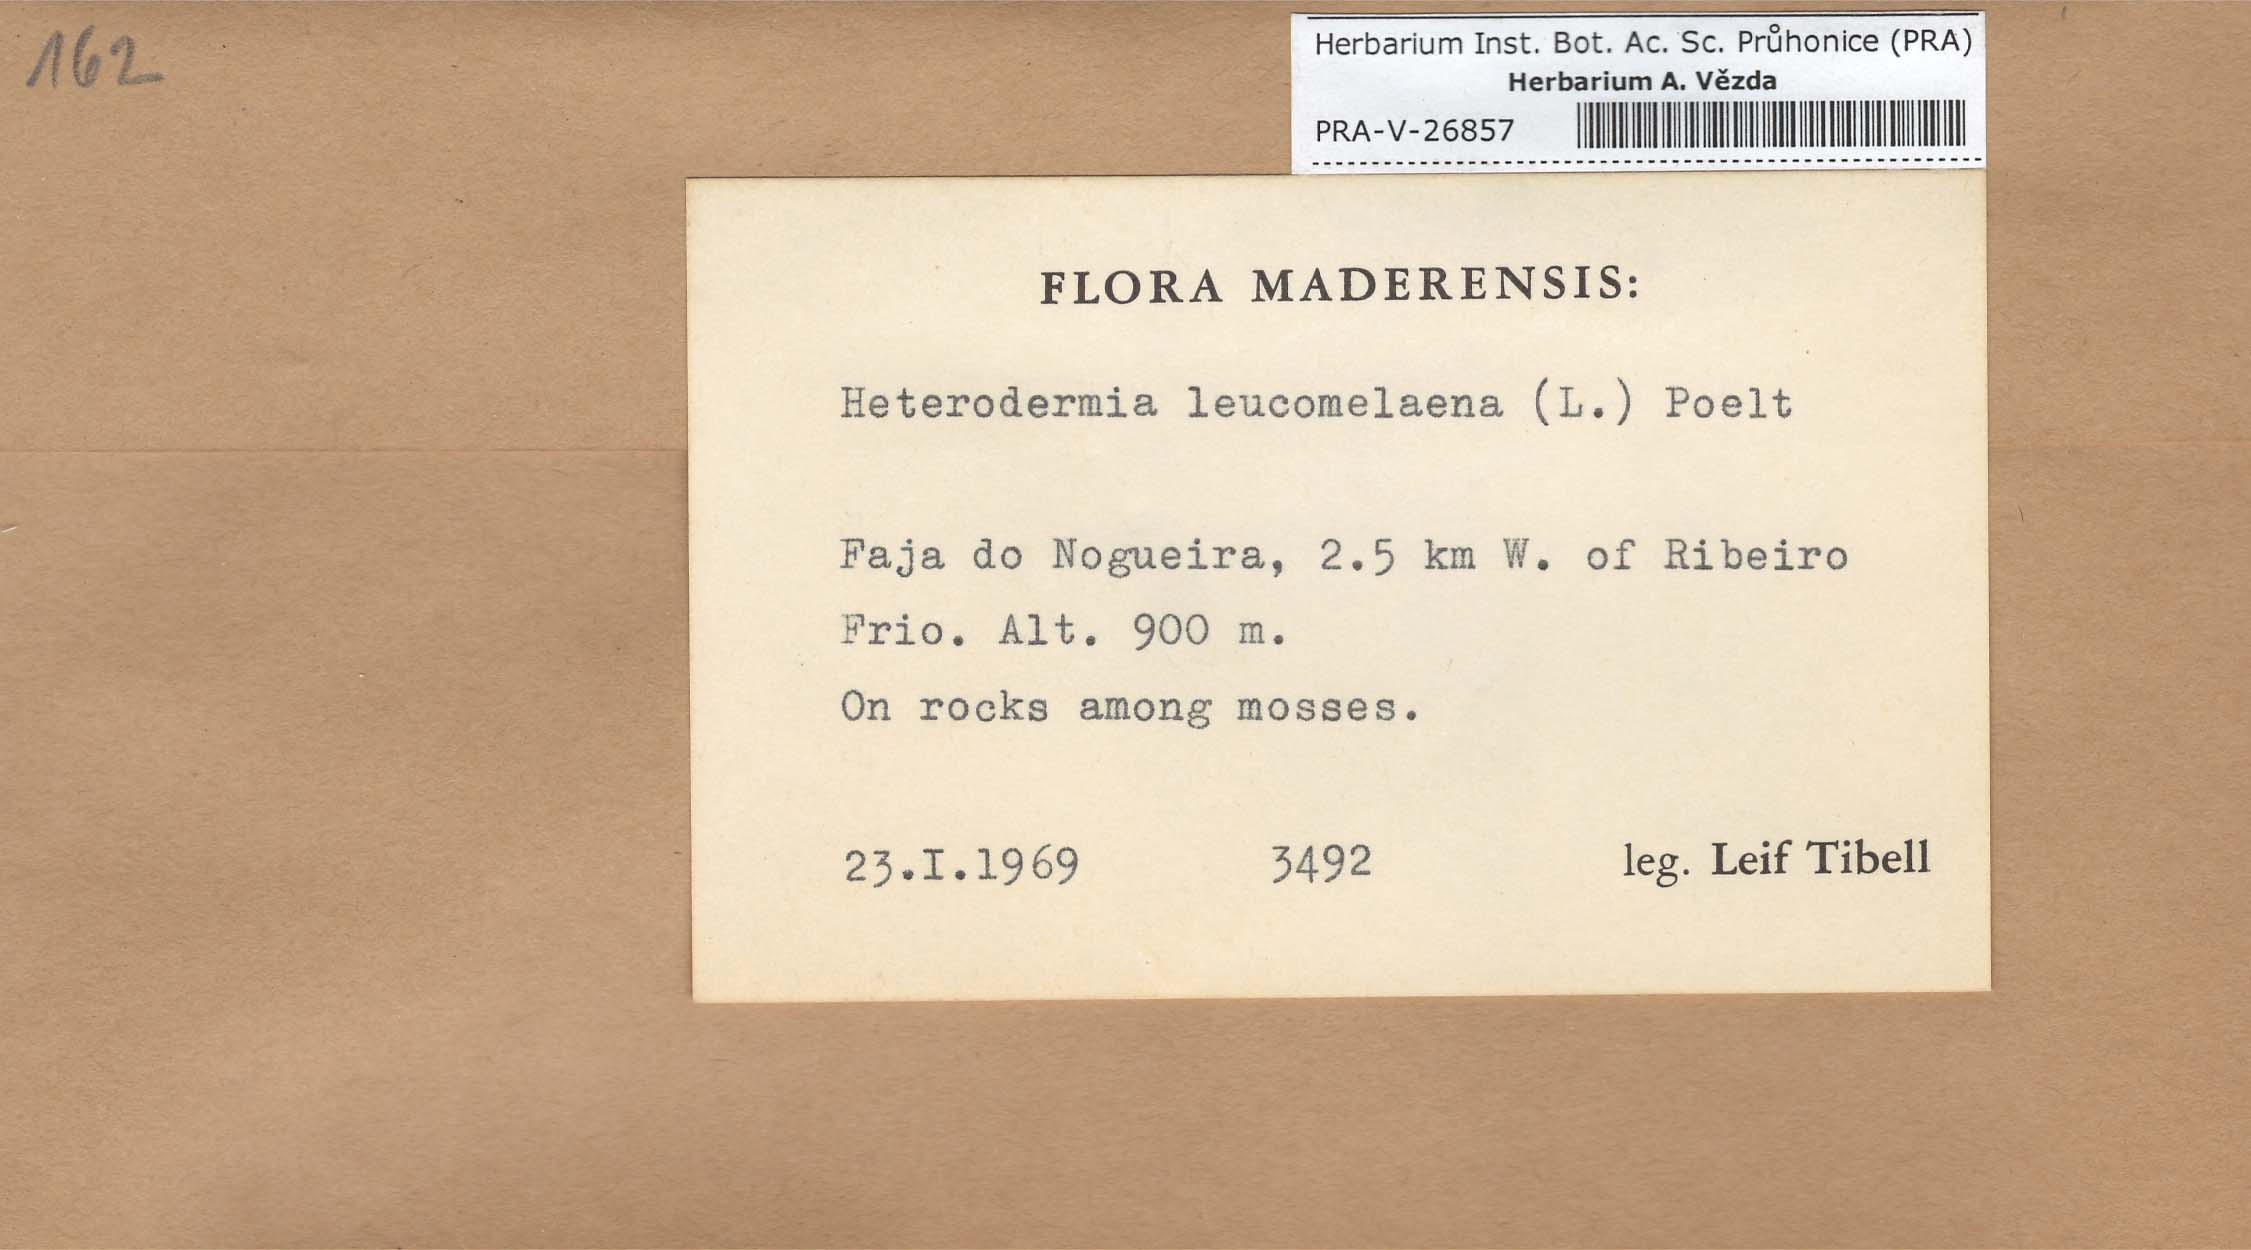 162
Herbarium Inst. Bot. Ac. Sc. Průhonice (PRA)
Herbarium A. Vězda
PRA-V-26857
FLORA MADERENSIS:
Heterodermia leucomelaena (L.) Poelt
Faja do Nogueira, 2.5 km W. of Ribeiro
Frio. Alt. 900 m.
On rocks among mosses.
23.I.1969 3492 leg. Leif Tibell